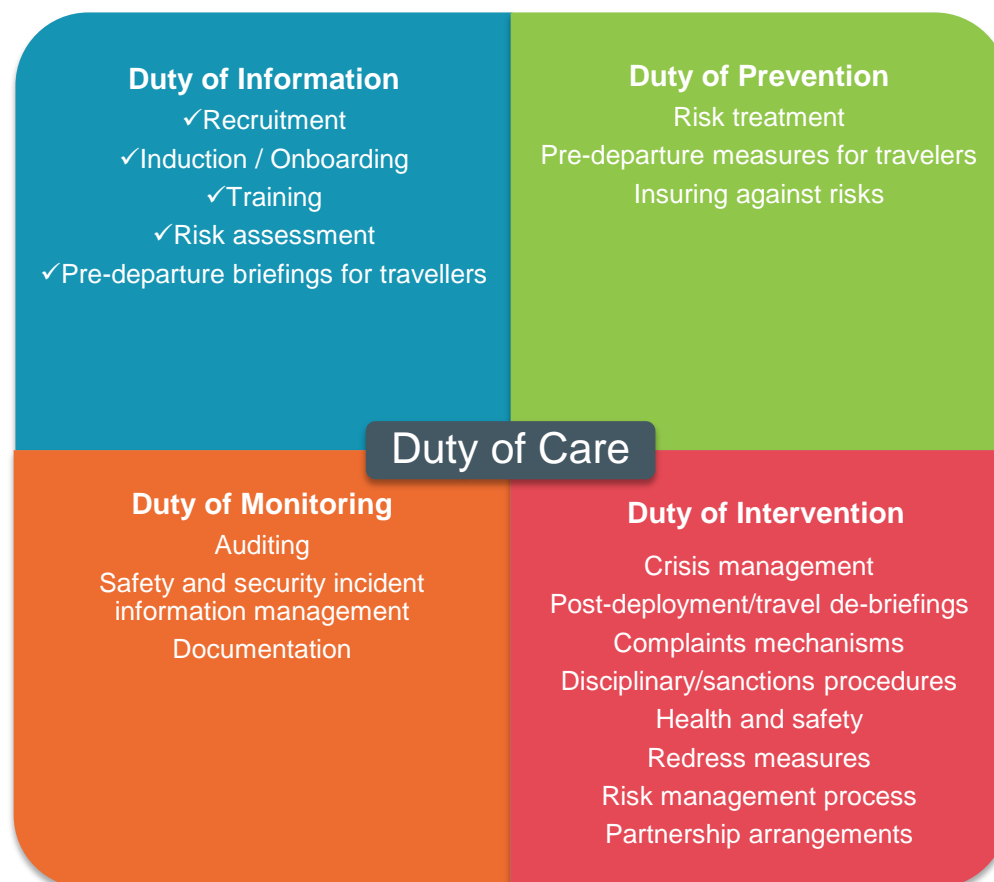 Duty of Information
✓Recruitment
✓Induction / Onboarding
✓Training
✓Risk assessment
✓Pre-departure briefings for travellers
Duty of Prevention
Risk treatment
Pre-departure measures for travelers
Insuring against risks
Duty of Care
Duty of Monitoring
Auditing
Safety and security incident
information management
Documentation
Duty of Intervention
Crisis management
Post-deployment/travel de-briefings
Complaints mechanisms
Disciplinary/sanctions procedures
Health and safety
Redress measures
Risk management process
Partnership arrangements